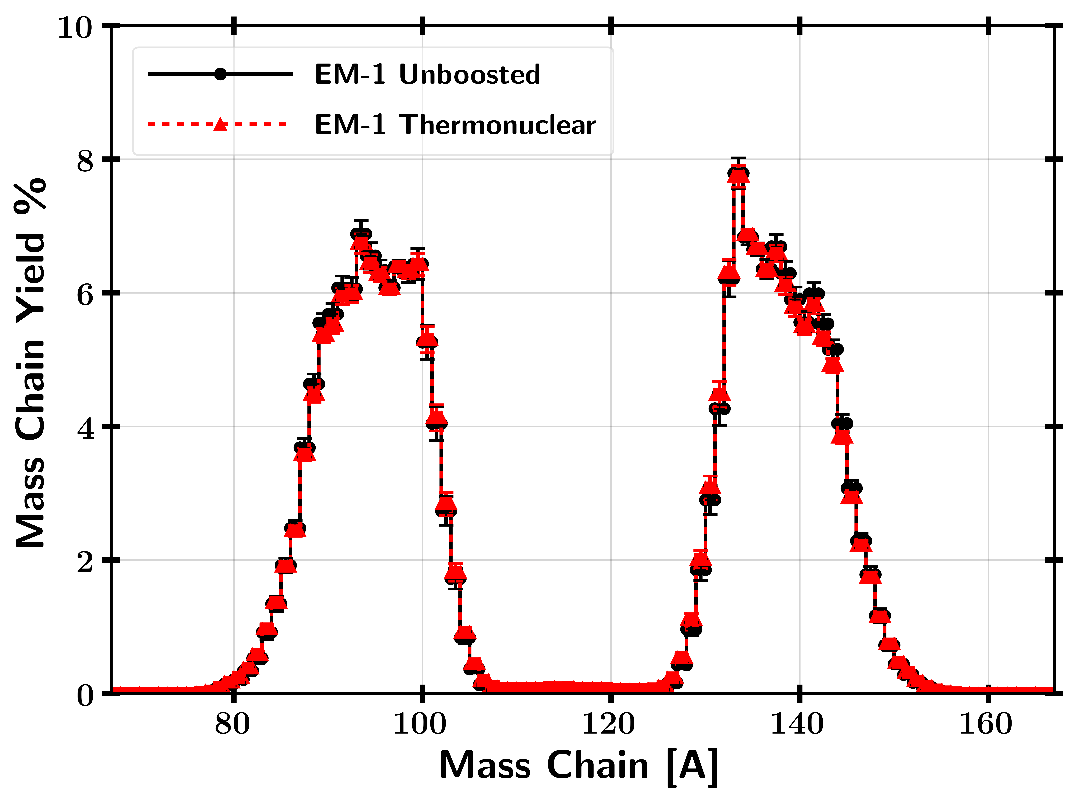 10
8
6
4
2
0
Mass Chain Yield %
EM-1 Unboosted
EM-1 Thermonuclear
80 100 120 140 160
Mass Chain [A]